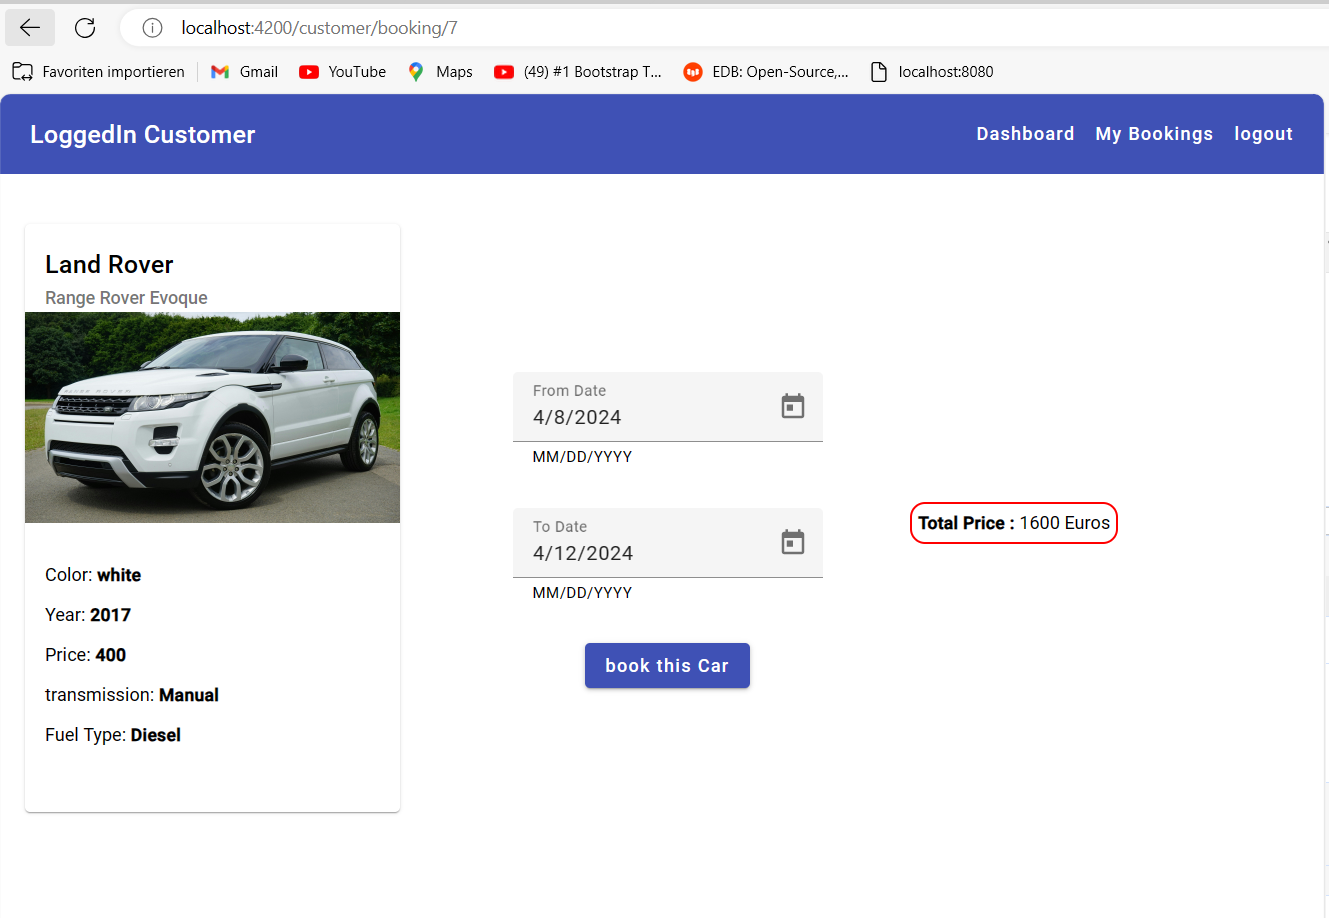 localhost:4200/customer/booking/7
Favoriten importieren
Gmail
YouTube
Maps
(49) #1 Bootstrap T...
EDB: Open-Source,...
localhost:8080
LoggedIn Customer
Dashboard
My Bookings
logout
Land Rover
Range Rover Evoque
RANGE ROVER
Color: white
Year: 2017
Price: 400
transmission: Manual
Fuel Type: Diesel
From Date
4/8/2024
MM/DD/YYYY
To Date
4/12/2024
MM/DD/YYYY
book this Car
Total Price : 1600 Euros